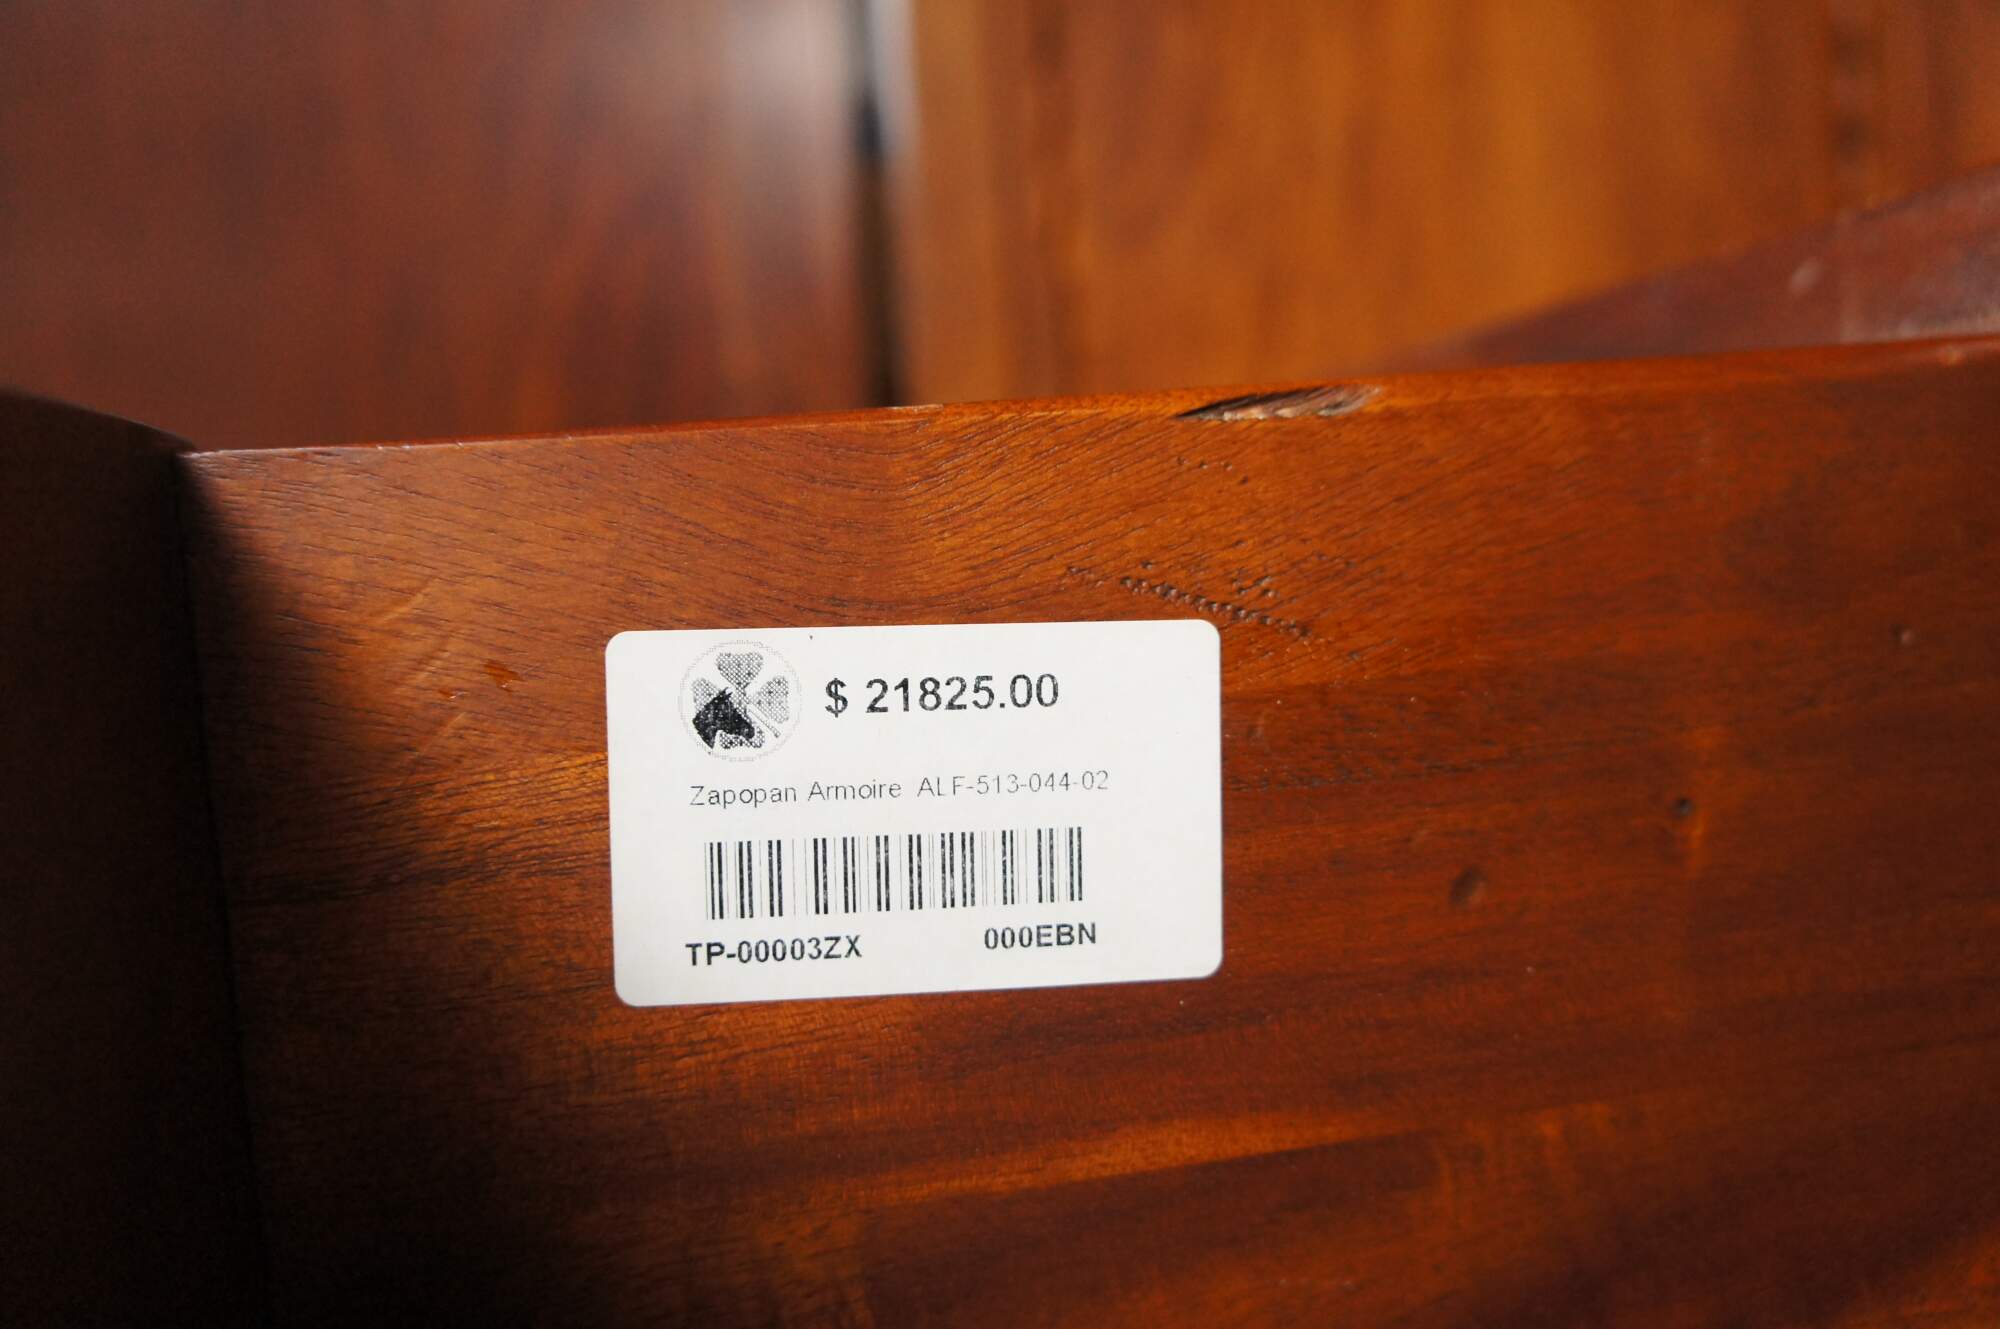 $ 21825.00
Zapopan Armoire ALF-513-044-02
TP-00003ZX 000EBN